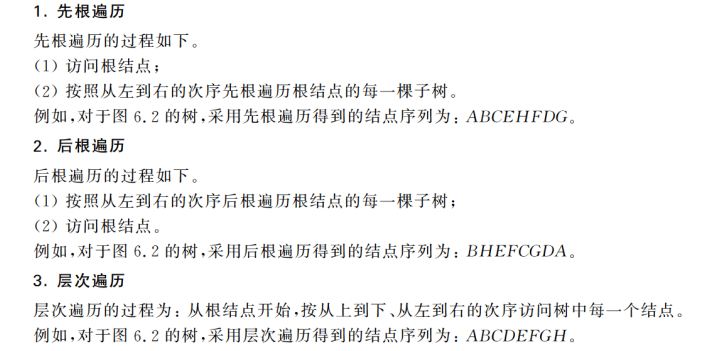 1. 先根遍历
先根遍历的过程如下。
(1) 访问根结点;
(2) 按照从左到右的次序先根遍历根结点的每一棵子树。
例如,对于图 6.2 的树,采用先根遍历得到的结点序列为: ABCEHFDG。
2. 后根遍历
后根遍历的过程如下。
(1) 按照从左到右的次序后根遍历根结点的每一棵子树;
(2) 访问根结点。
例如,对于图 6.2 的树,采用后根遍历得到的结点序列为: BHEFCGDA。
3. 层次遍历
层次遍历的过程为: 从根结点开始,按从上到下、从左到右的次序访问树中每一个结点。
例如,对于图 6.2 的树,采用层次遍历得到的结点序列为: ABCDEFGH。